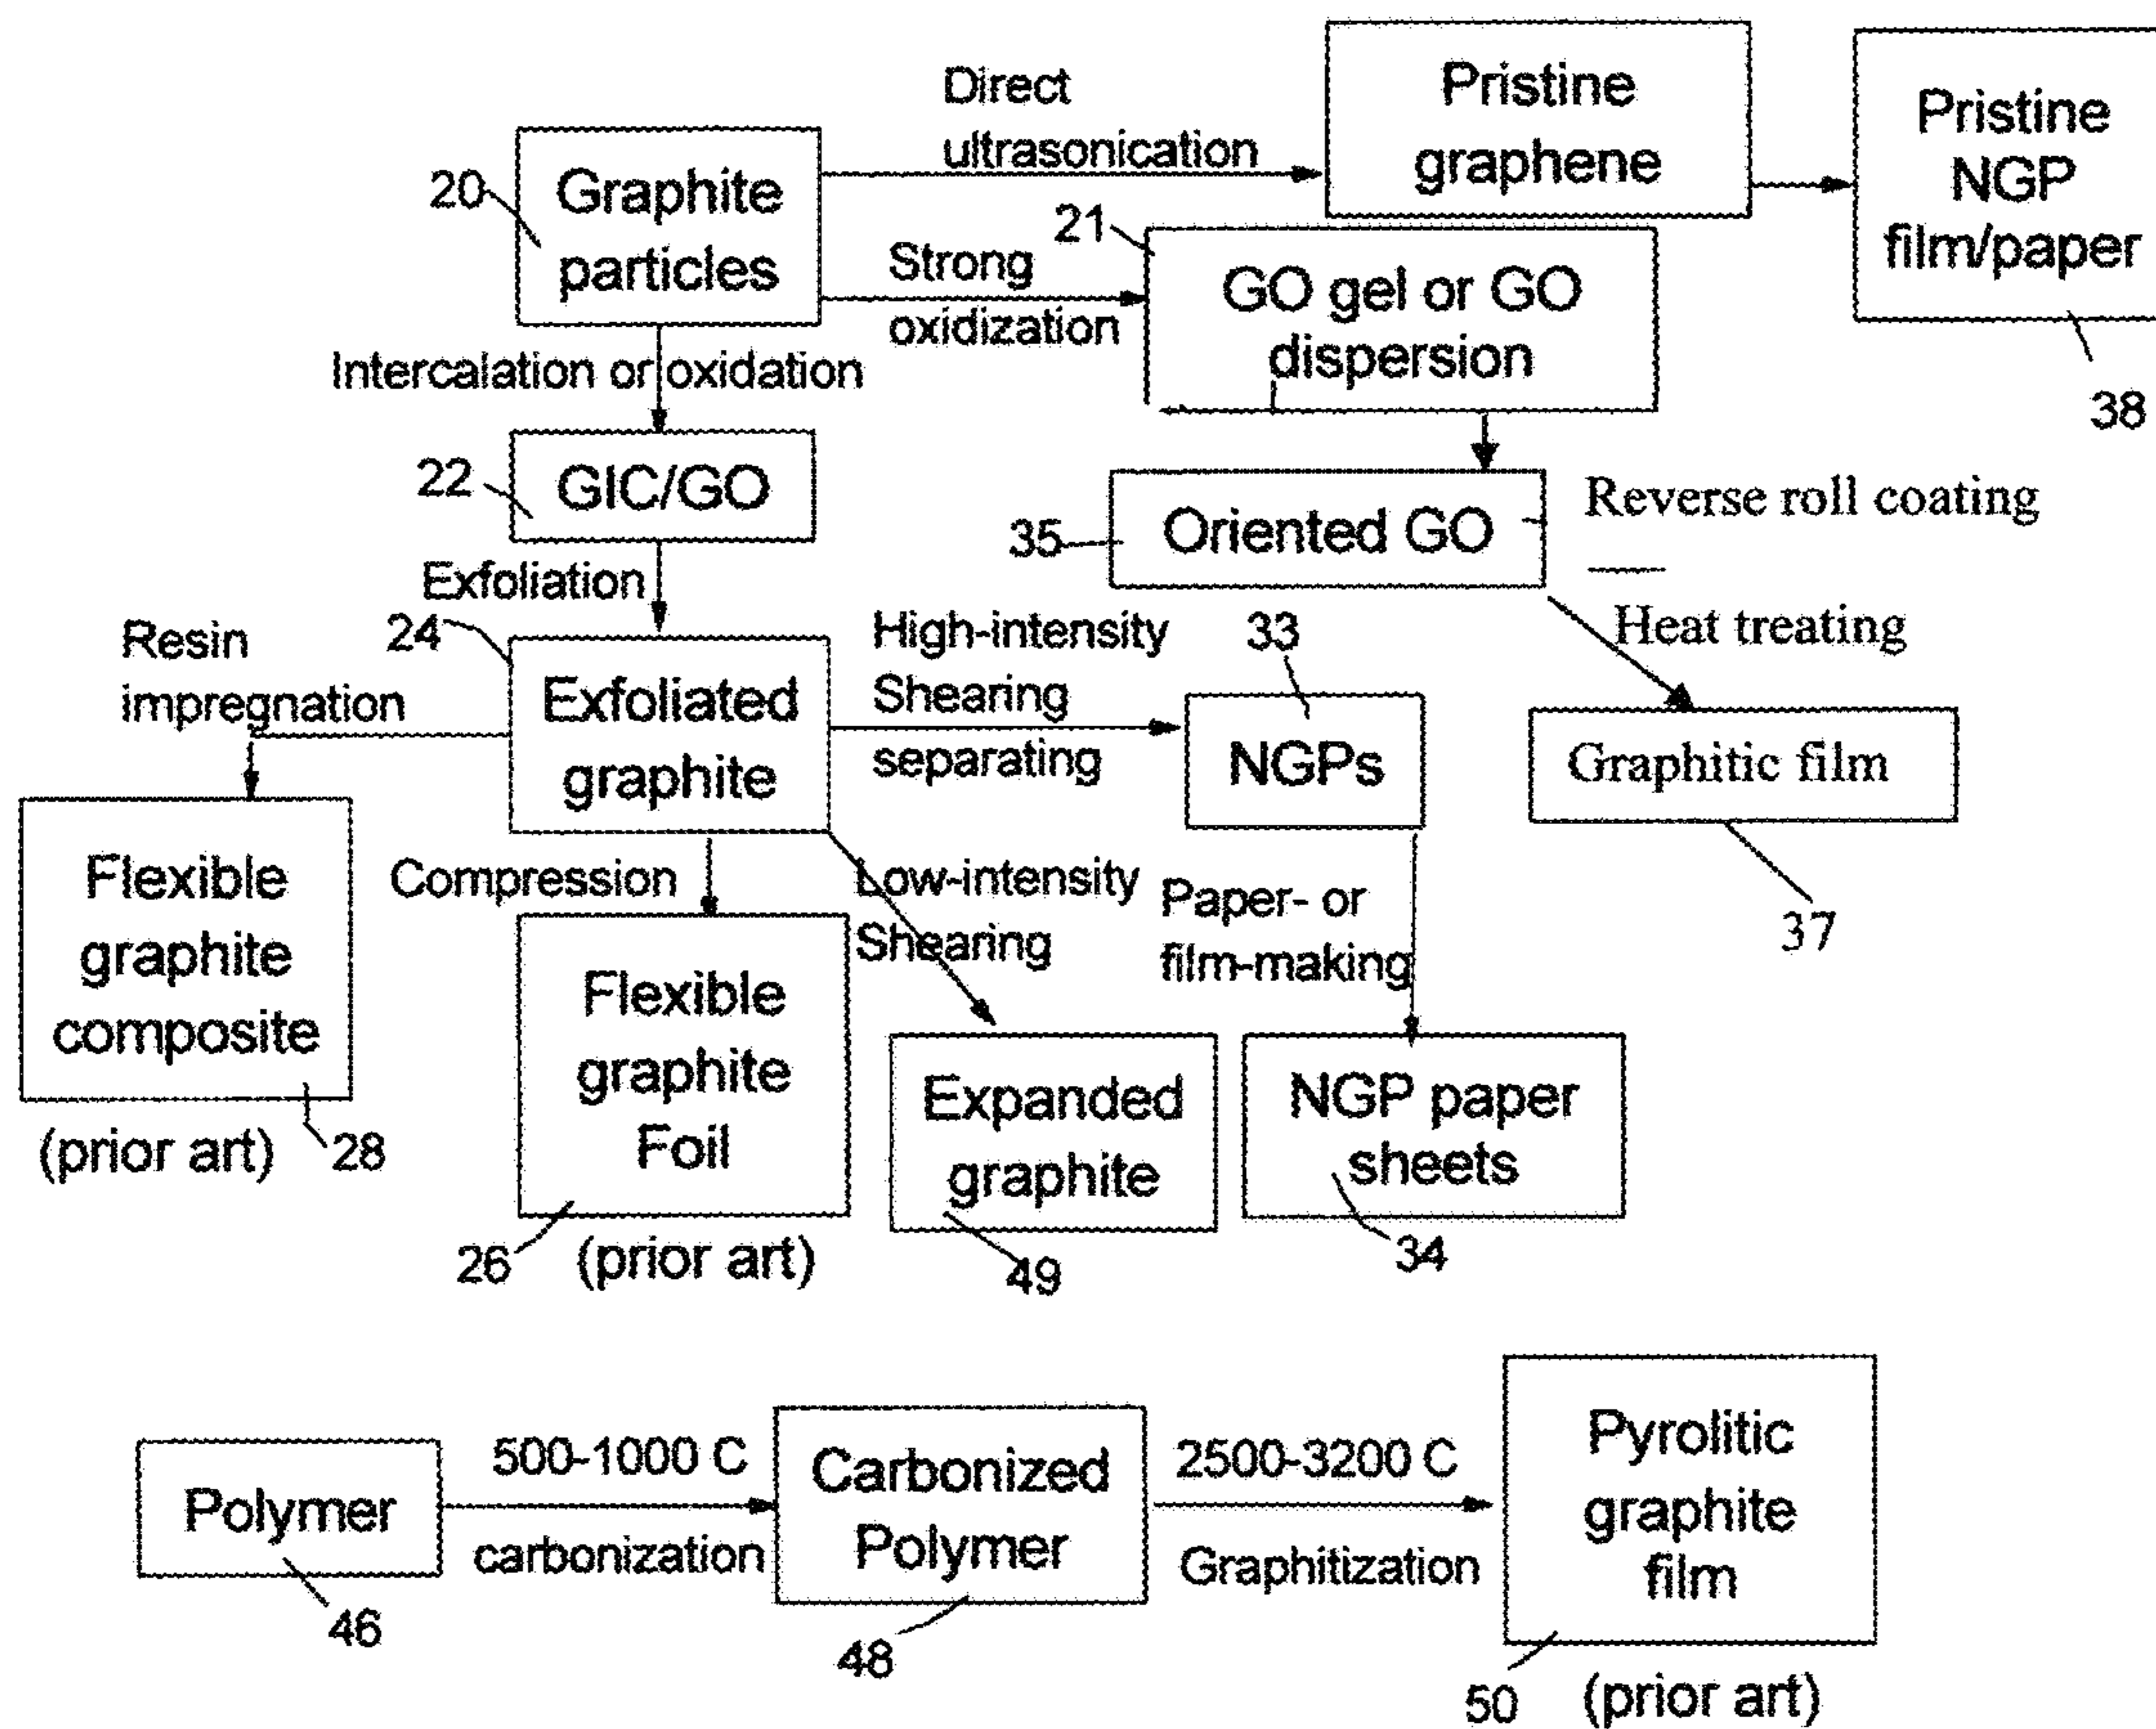 Direct
ultrasonication
Pristine
graphene
Pristine
NGP
film/paper
38
20
Graphite
particles
Strong
oxidization
21
GO gel or GO
dispersion
Intercalation or oxidation
22
GIC/GO
35
Oriented GO
Reverse roll coating
Heat treating
Graphitic film
37
Exfoliation
24
Exfoliated
graphite
Resin
impregnation
High-intensity
Shearing
separating
33
NGPs
Flexible
graphite
composite
(prior art)
28
Compression
Flexible
graphite
Foil
26
(prior art)
Low-intensity
Shearing
Expanded
graphite
49
Paper- or
film-making
NGP paper
sheets
34
Polymer
46
500-1000 C
carbonization
Carbonized
Polymer
48
2500-3200 C
Graphitization
Pyrolitic
graphite
film
50
(prior art)